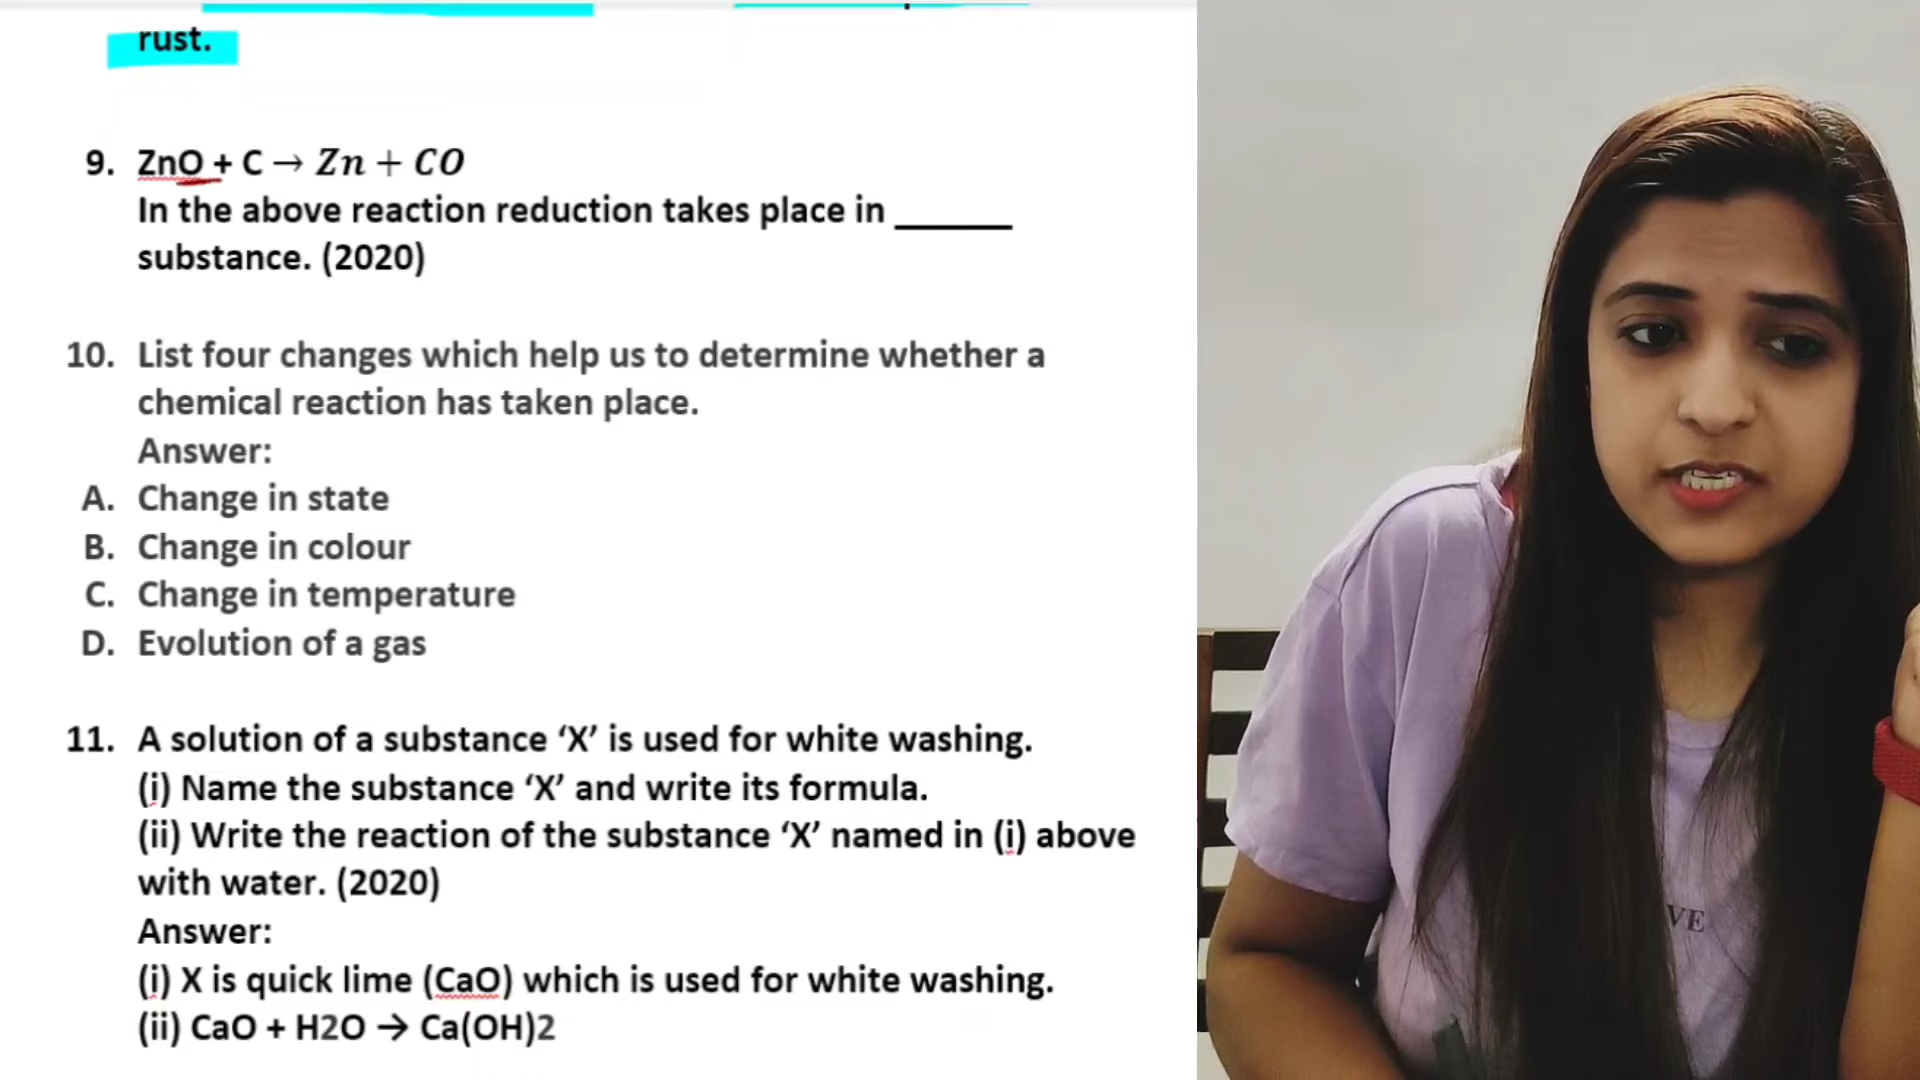 rust.
9. ZnO + C → Zn + CO
In the above reaction reduction takes place in ______
substance. (2020)
10. List four changes which help us to determine whether a
chemical reaction has taken place.
Answer:
A. Change in state
B. Change in colour
C. Change in temperature
D. Evolution of a gas
11. A solution of a substance ‘X’ is used for white washing.
(i) Name the substance ‘X’ and write its formula.
(ii) Write the reaction of the substance ‘X’ named in (i) above
with water. (2020)
Answer:
(i) X is quick lime (CaO) which is used for white washing.
(ii) CaO + H2O → Ca(OH)2
VE